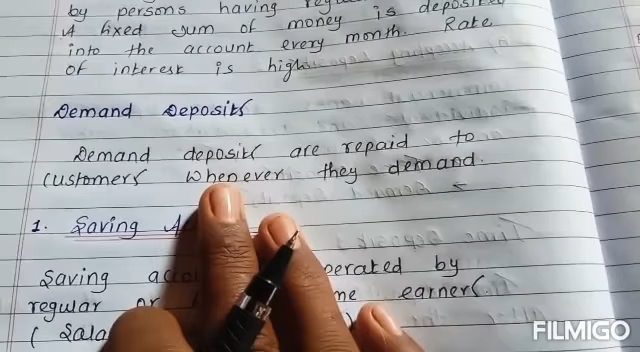 by persons having
A fixed sum of money is deposited
into the account every month. Rate
of interest is high
Demand Deposits
Demand deposits are repaid to
customers whenever they demand.
1. Saving
Saving operated by
regular earners.
(
FILMIGO